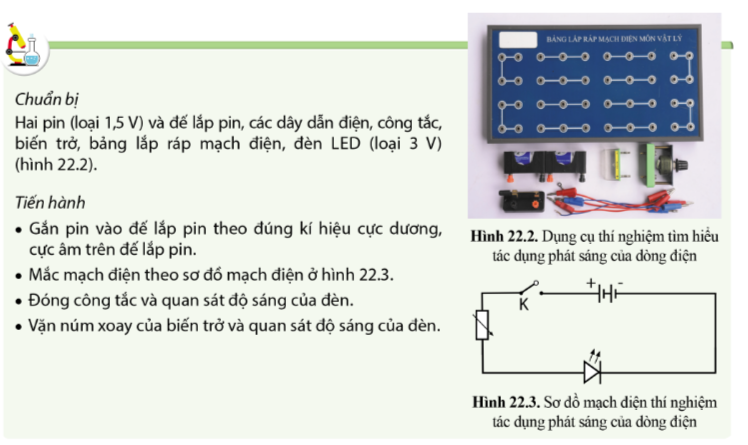 BẢNG LẮP RÁP MẠCH ĐIỆN MÔN VẬT LÝ
Chuẩn bị
Hai pin (loại 1,5 V) và đế lắp pin, các dây dẫn điện, công tắc,
biến trở, bảng lắp ráp mạch điện, đèn LED (loại 3 V)
(hình 22.2).
Tiến hành
• Gắn pin vào đế lắp pin theo đúng kí hiệu cực dương,
cực âm trên đế lắp pin.
• Mắc mạch điện theo sơ đồ mạch điện ở hình 22.3.
• Đóng công tắc và quan sát độ sáng của đèn.
• Vặn núm xoay của biến trở và quan sát độ sáng của đèn.
Hình 22.2. Dụng cụ thí nghiệm tìm hiểu
tác dụng phát sáng của dòng điện
+ -
K
Hình 22.3. Sơ đồ mạch điện thí nghiệm
tác dụng phát sáng của dòng điện